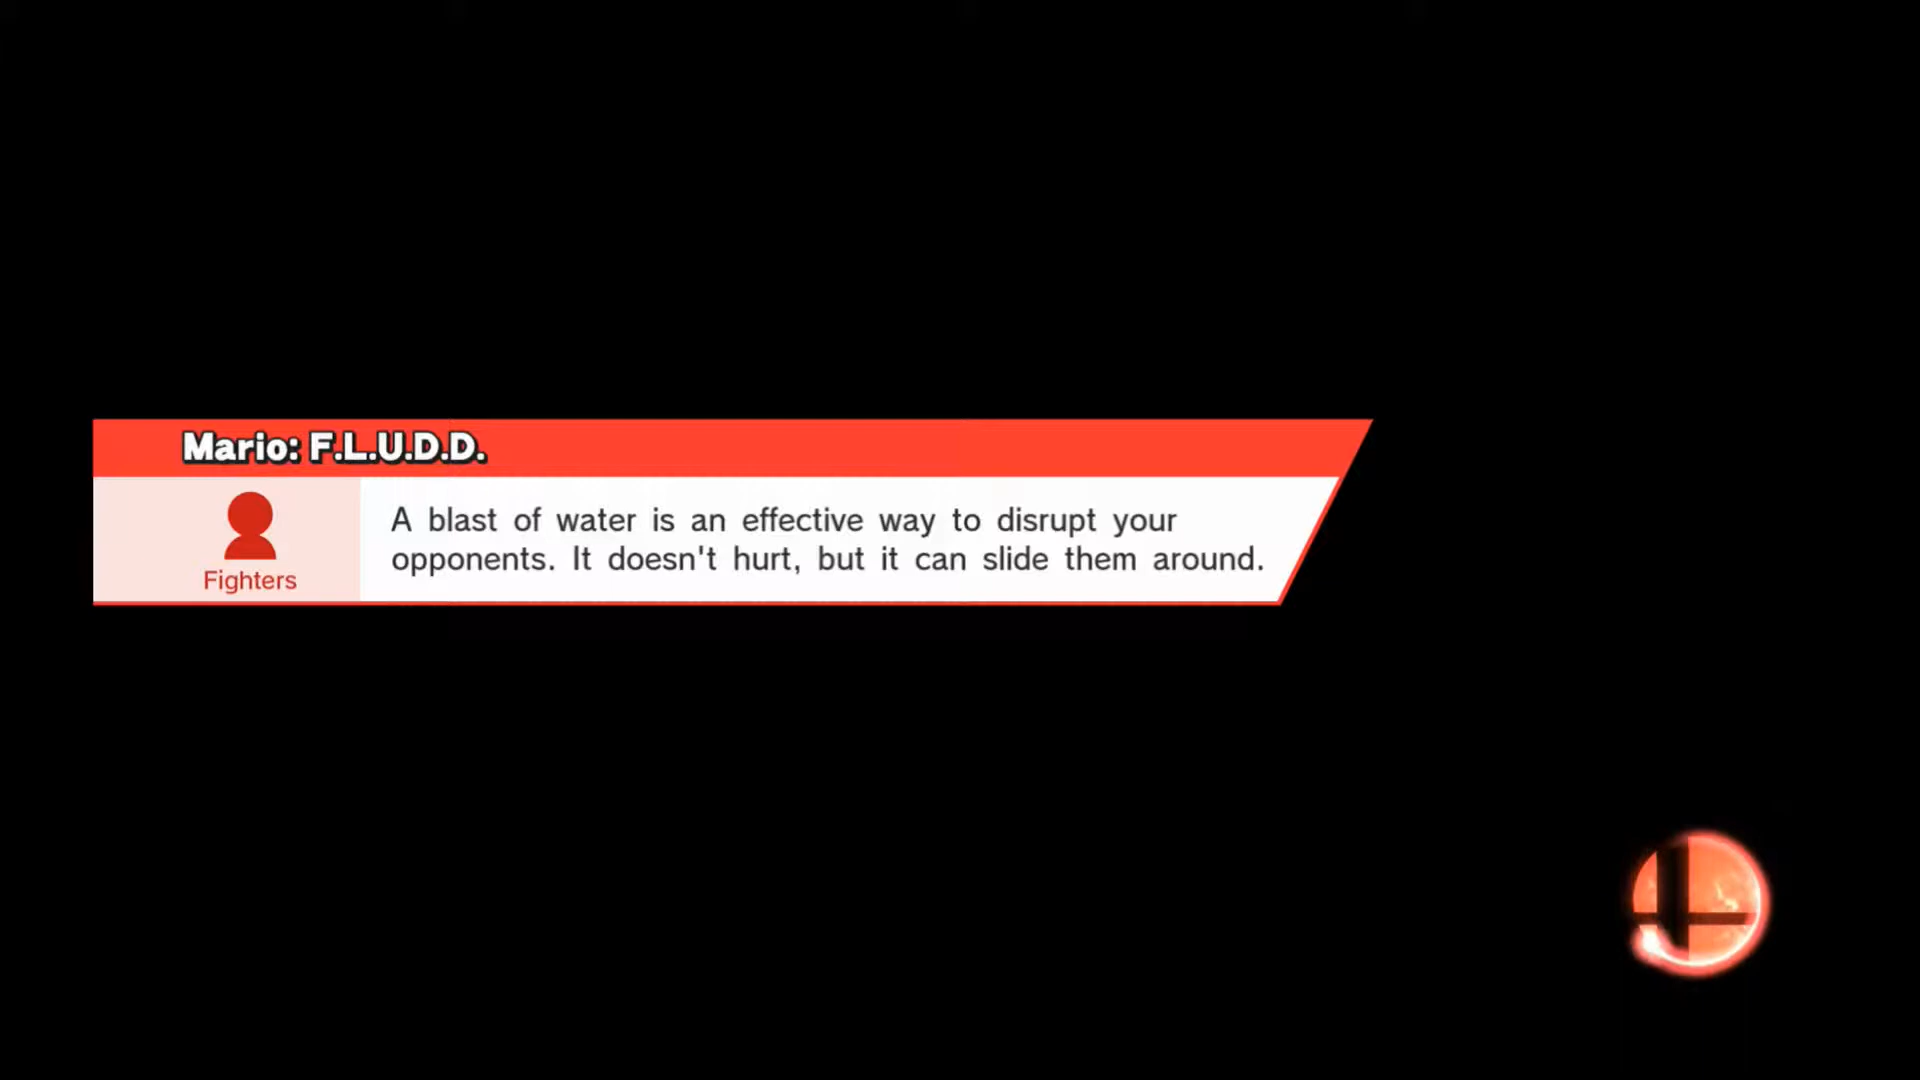 Mario: F.L.U.D.D.
Fighters
A blast of water is an effective way to disrupt your
opponents. It doesn't hurt, but it can slide them around.